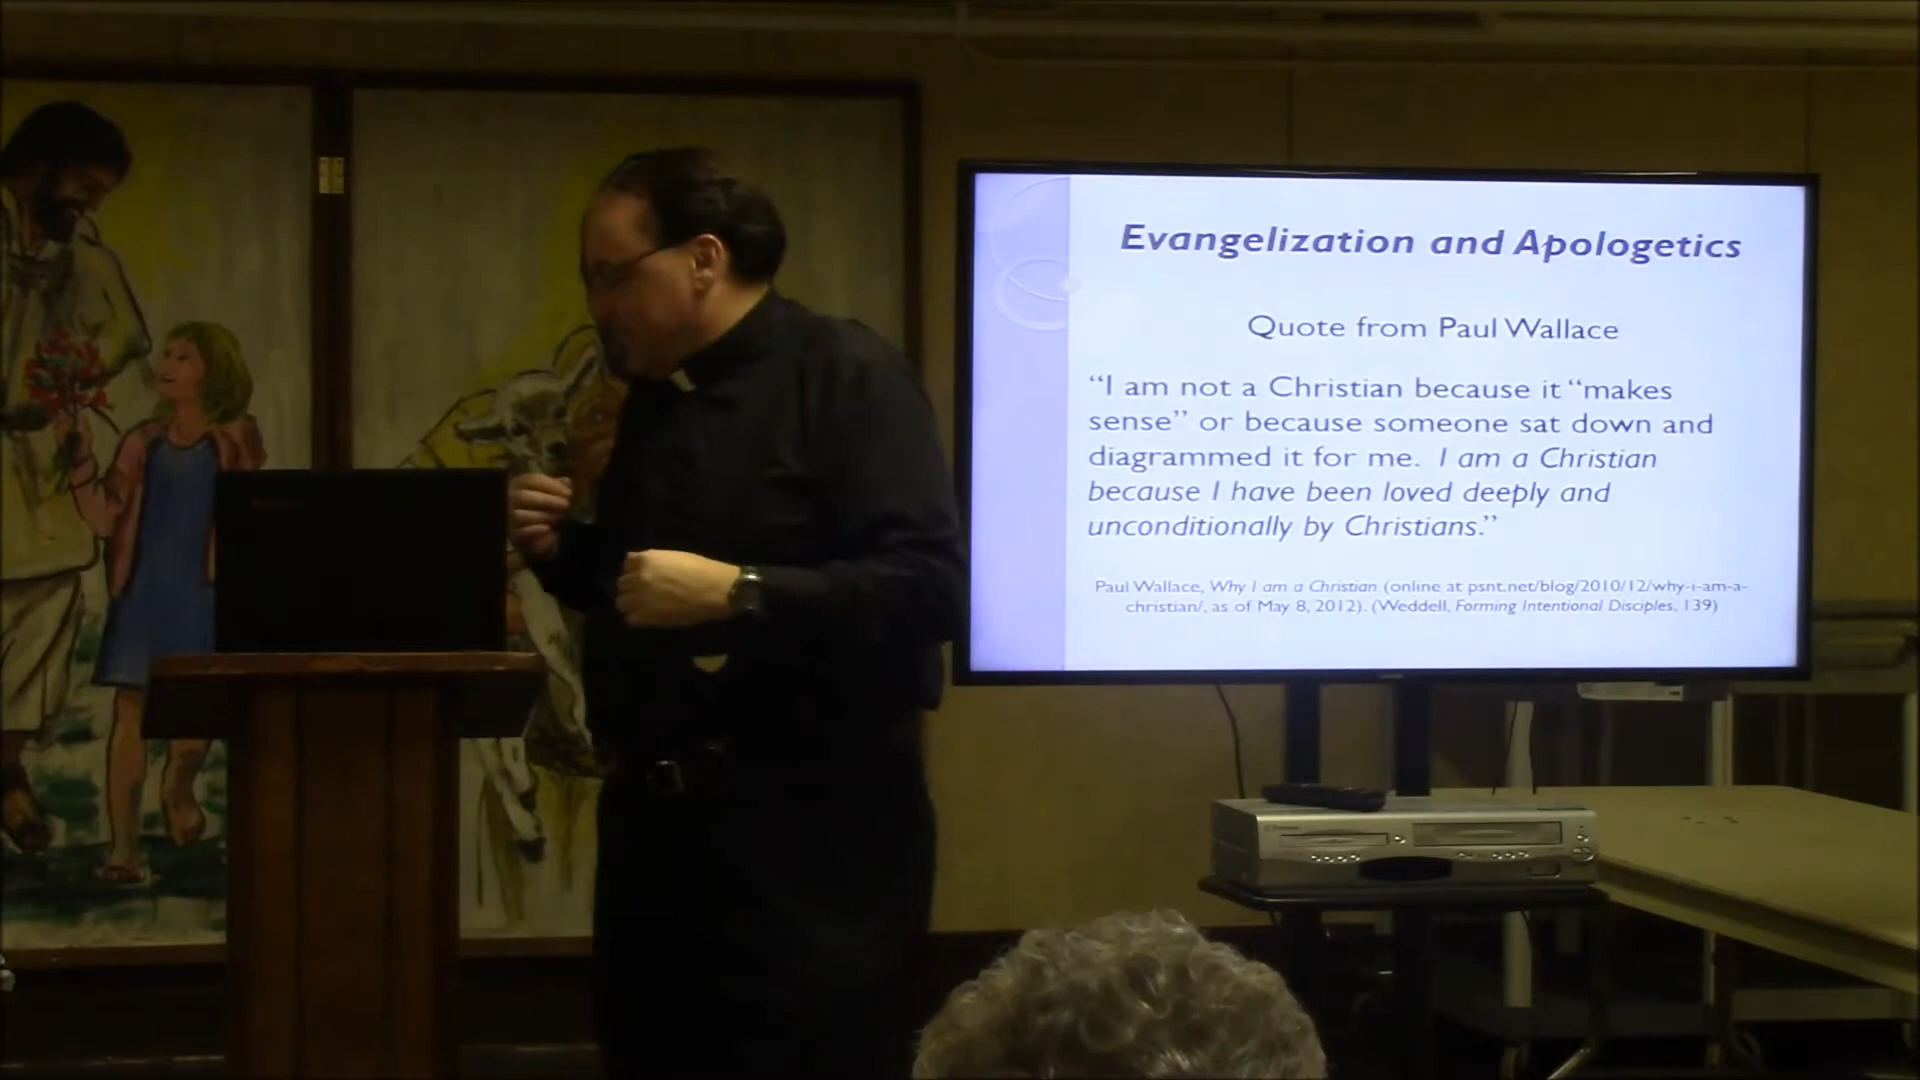 Evangelization and Apologetics
Quote from Paul Wallace
“I am not a Christian because it “makes
sense” or because someone sat down and
diagrammed it for me. I am a Christian
because I have been loved deeply and
unconditionally by Christians.”
Paul Wallace, Why I am a Christian (online at psnt.net/blog/2010/12/why-i-am-a-
christian/, as of May 8, 2012). (Weddell, Forming Intentional Disciples, 139)